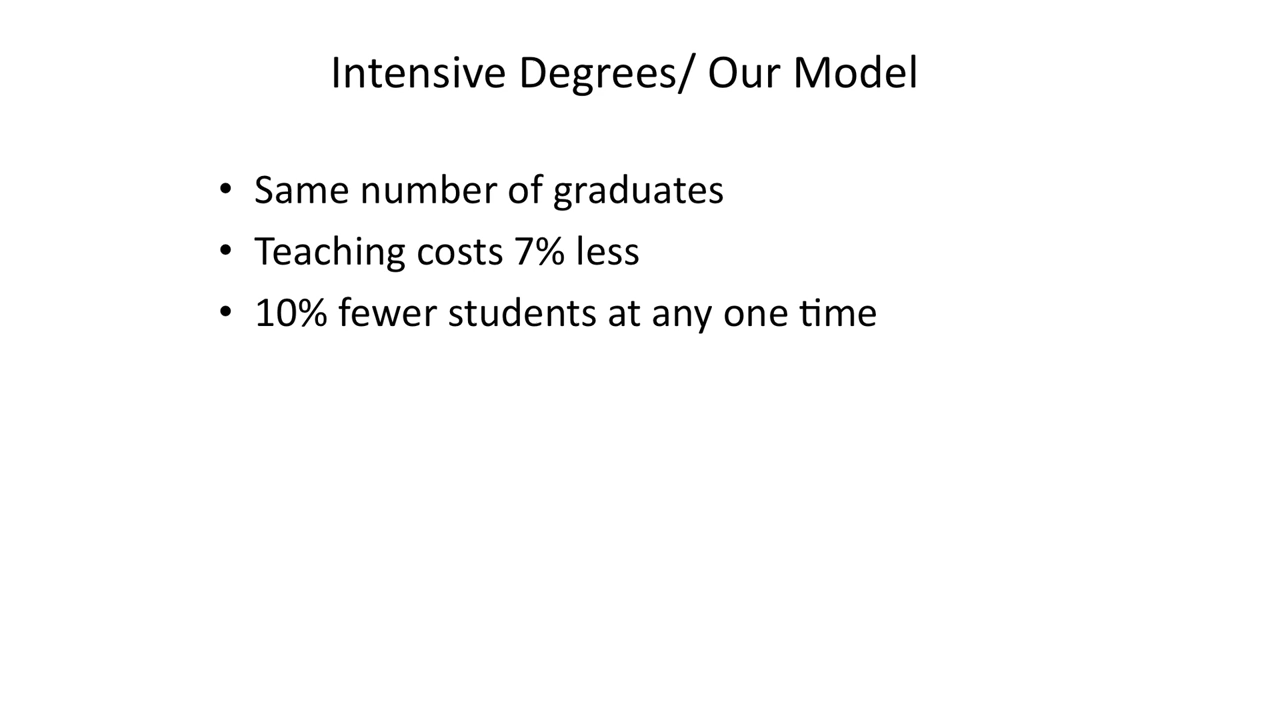 Intensive Degrees/ Our Model
• Same number of graduates
• Teaching costs 7% less
• 10% fewer students at any one time